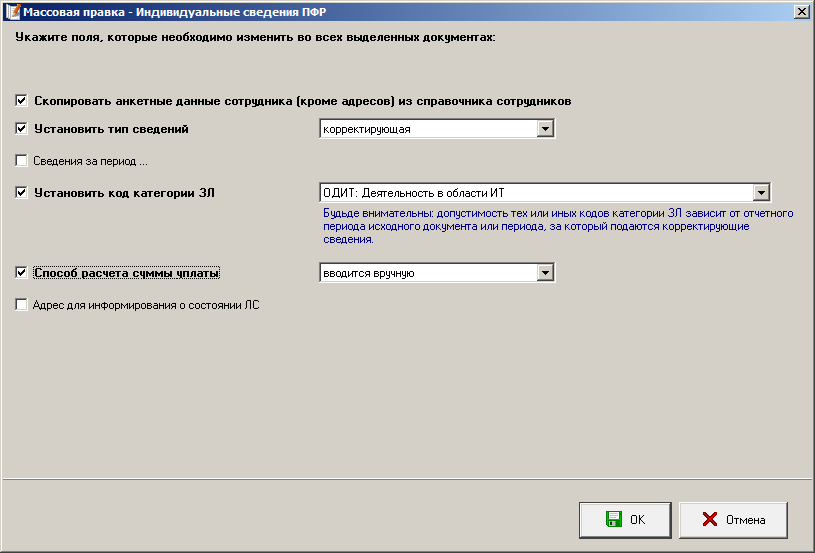 Массовая правка - Индивидуальные сведения ПФР
Укажите поля, которые необходимо изменить во всех выделенных документах:
Скопировать анкетные данные сотрудника (кроме адресов) из справочника сотрудников
Установить тип сведений
корректирующая
Сведения за период ...
Установить код категории ЗЛ
ОДИТ: Деятельность в области ИТ
Будьде внимательны: допустимость тех или иных кодов категории ЗЛ зависит от отчетного
периода исходного документа или периода, за который подаются корректирующие
сведения.
Способ расчета суммы уплаты
вводится вручную
Адрес для информирования о состоянии ЛС
OK
Отмена